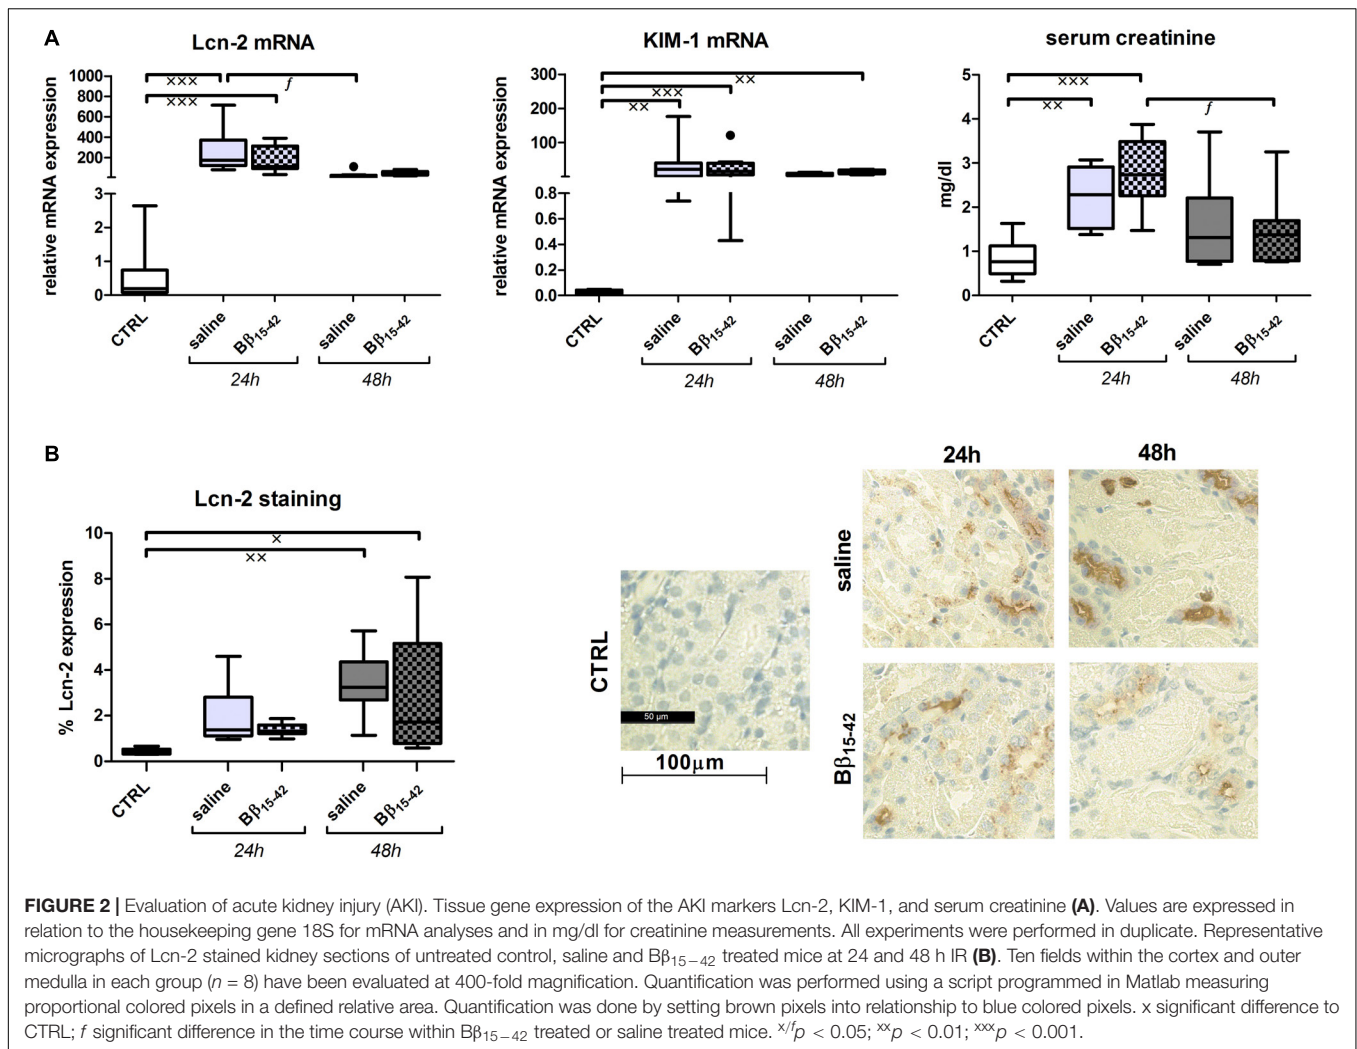 A
Lcn-2 mRNA
relative mRNA expression
1000
800
600
400
200
3
2
1
0
×××
×××
f
CTRL
saline
Bβ15-42
saline
Bβ15-42
24h
48h
KIM-1 mRNA
relative mRNA expression
300
200
100
0.8
0.6
0.4
0.2
0.0
××
×××
××
CTRL
saline
Bβ15-42
saline
Bβ15-42
24h
48h
serum creatinine
mg/dl
5
4
3
2
1
0
×××
××
f
CTRL
saline
Bβ15-42
saline
Bβ15-42
24h
48h
B
Lcn-2 staining
% Lcn-2 expression
10
8
6
4
2
0
×
××
CTRL
saline
Bβ15-42
saline
Bβ15-42
24h
48h
CTRL
50 µm
100µm
24h
48h
saline
Bβ15-42
FIGURE 2 | Evaluation of acute kidney injury (AKI). Tissue gene expression of the AKI markers Lcn-2, KIM-1, and serum creatinine (A). Values are expressed in
relation to the housekeeping gene 18S for mRNA analyses and in mg/dl for creatinine measurements. All experiments were performed in duplicate. Representative
micrographs of Lcn-2 stained kidney sections of untreated control, saline and Bβ15−42 treated mice at 24 and 48 h IR (B). Ten fields within the cortex and outer
medulla in each group (n = 8) have been evaluated at 400-fold magnification. Quantification was performed using a script programmed in Matlab measuring
proportional colored pixels in a defined relative area. Quantification was done by setting brown pixels into relationship to blue colored pixels. x significant difference to
CTRL; f significant difference in the time course within Bβ15−42 treated or saline treated mice. x/fp < 0.05; xxp < 0.01; xxxp < 0.001.